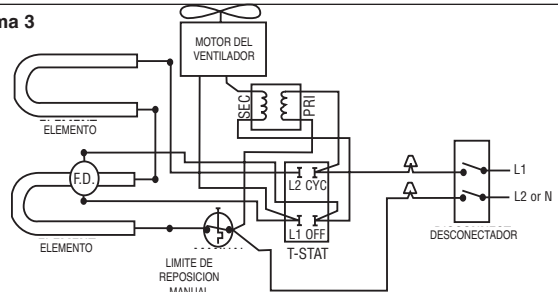 ma 3
MOTOR DEL
VENTILADOR
SEC
PRI
ELEMENTO
F.D.
L2 CYC
L1 OFF
T-STAT
L1
L2 or N
DESCONECTADOR
ELEMENTO
LIMITE DE
REPOSICION
MANUAL